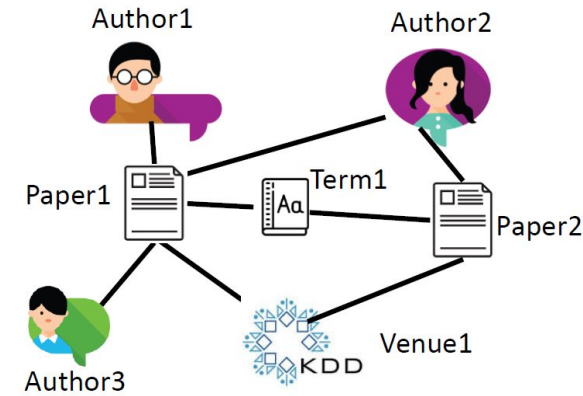 Author1
Author2
Term1
Paper1
Aa
Paper2
Venue1
KDD
Author3